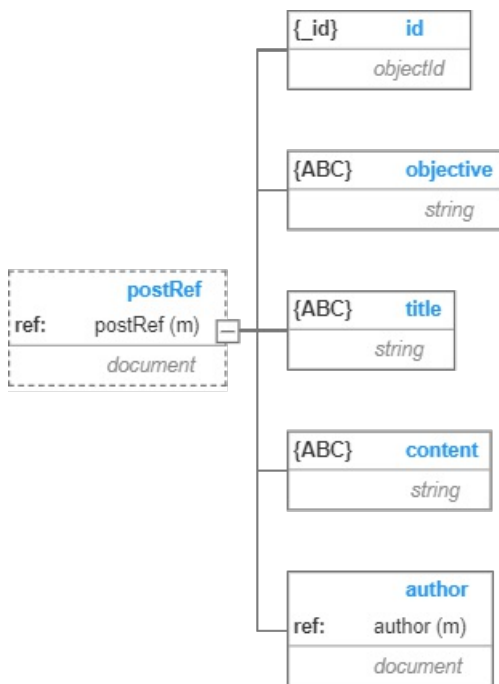 {_id} id
objectId
{ABC} objective
string
postRef
ref: postRef (m)
document
{ABC} title
string
{ABC} content
string
author
ref: author (m)
document